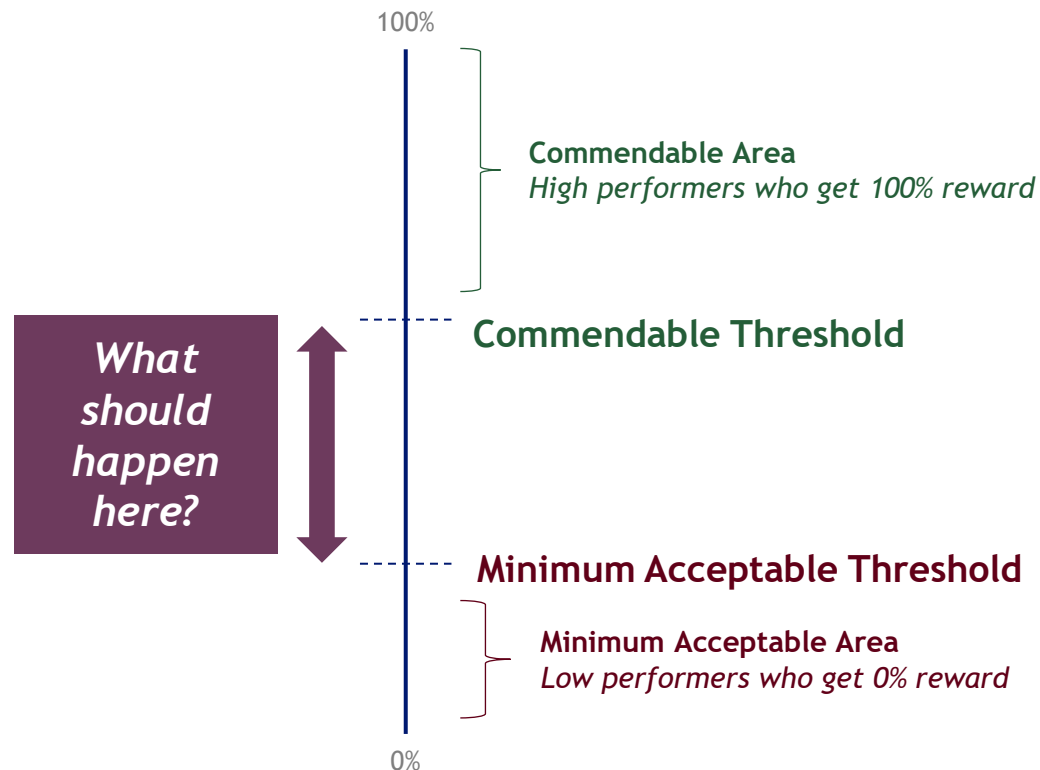 100%
Commendable Area
High performers who get 100% reward
Commendable Threshold
What
should
happen
here?
Minimum Acceptable Threshold
Minimum Acceptable Area
Low performers who get 0% reward
0%